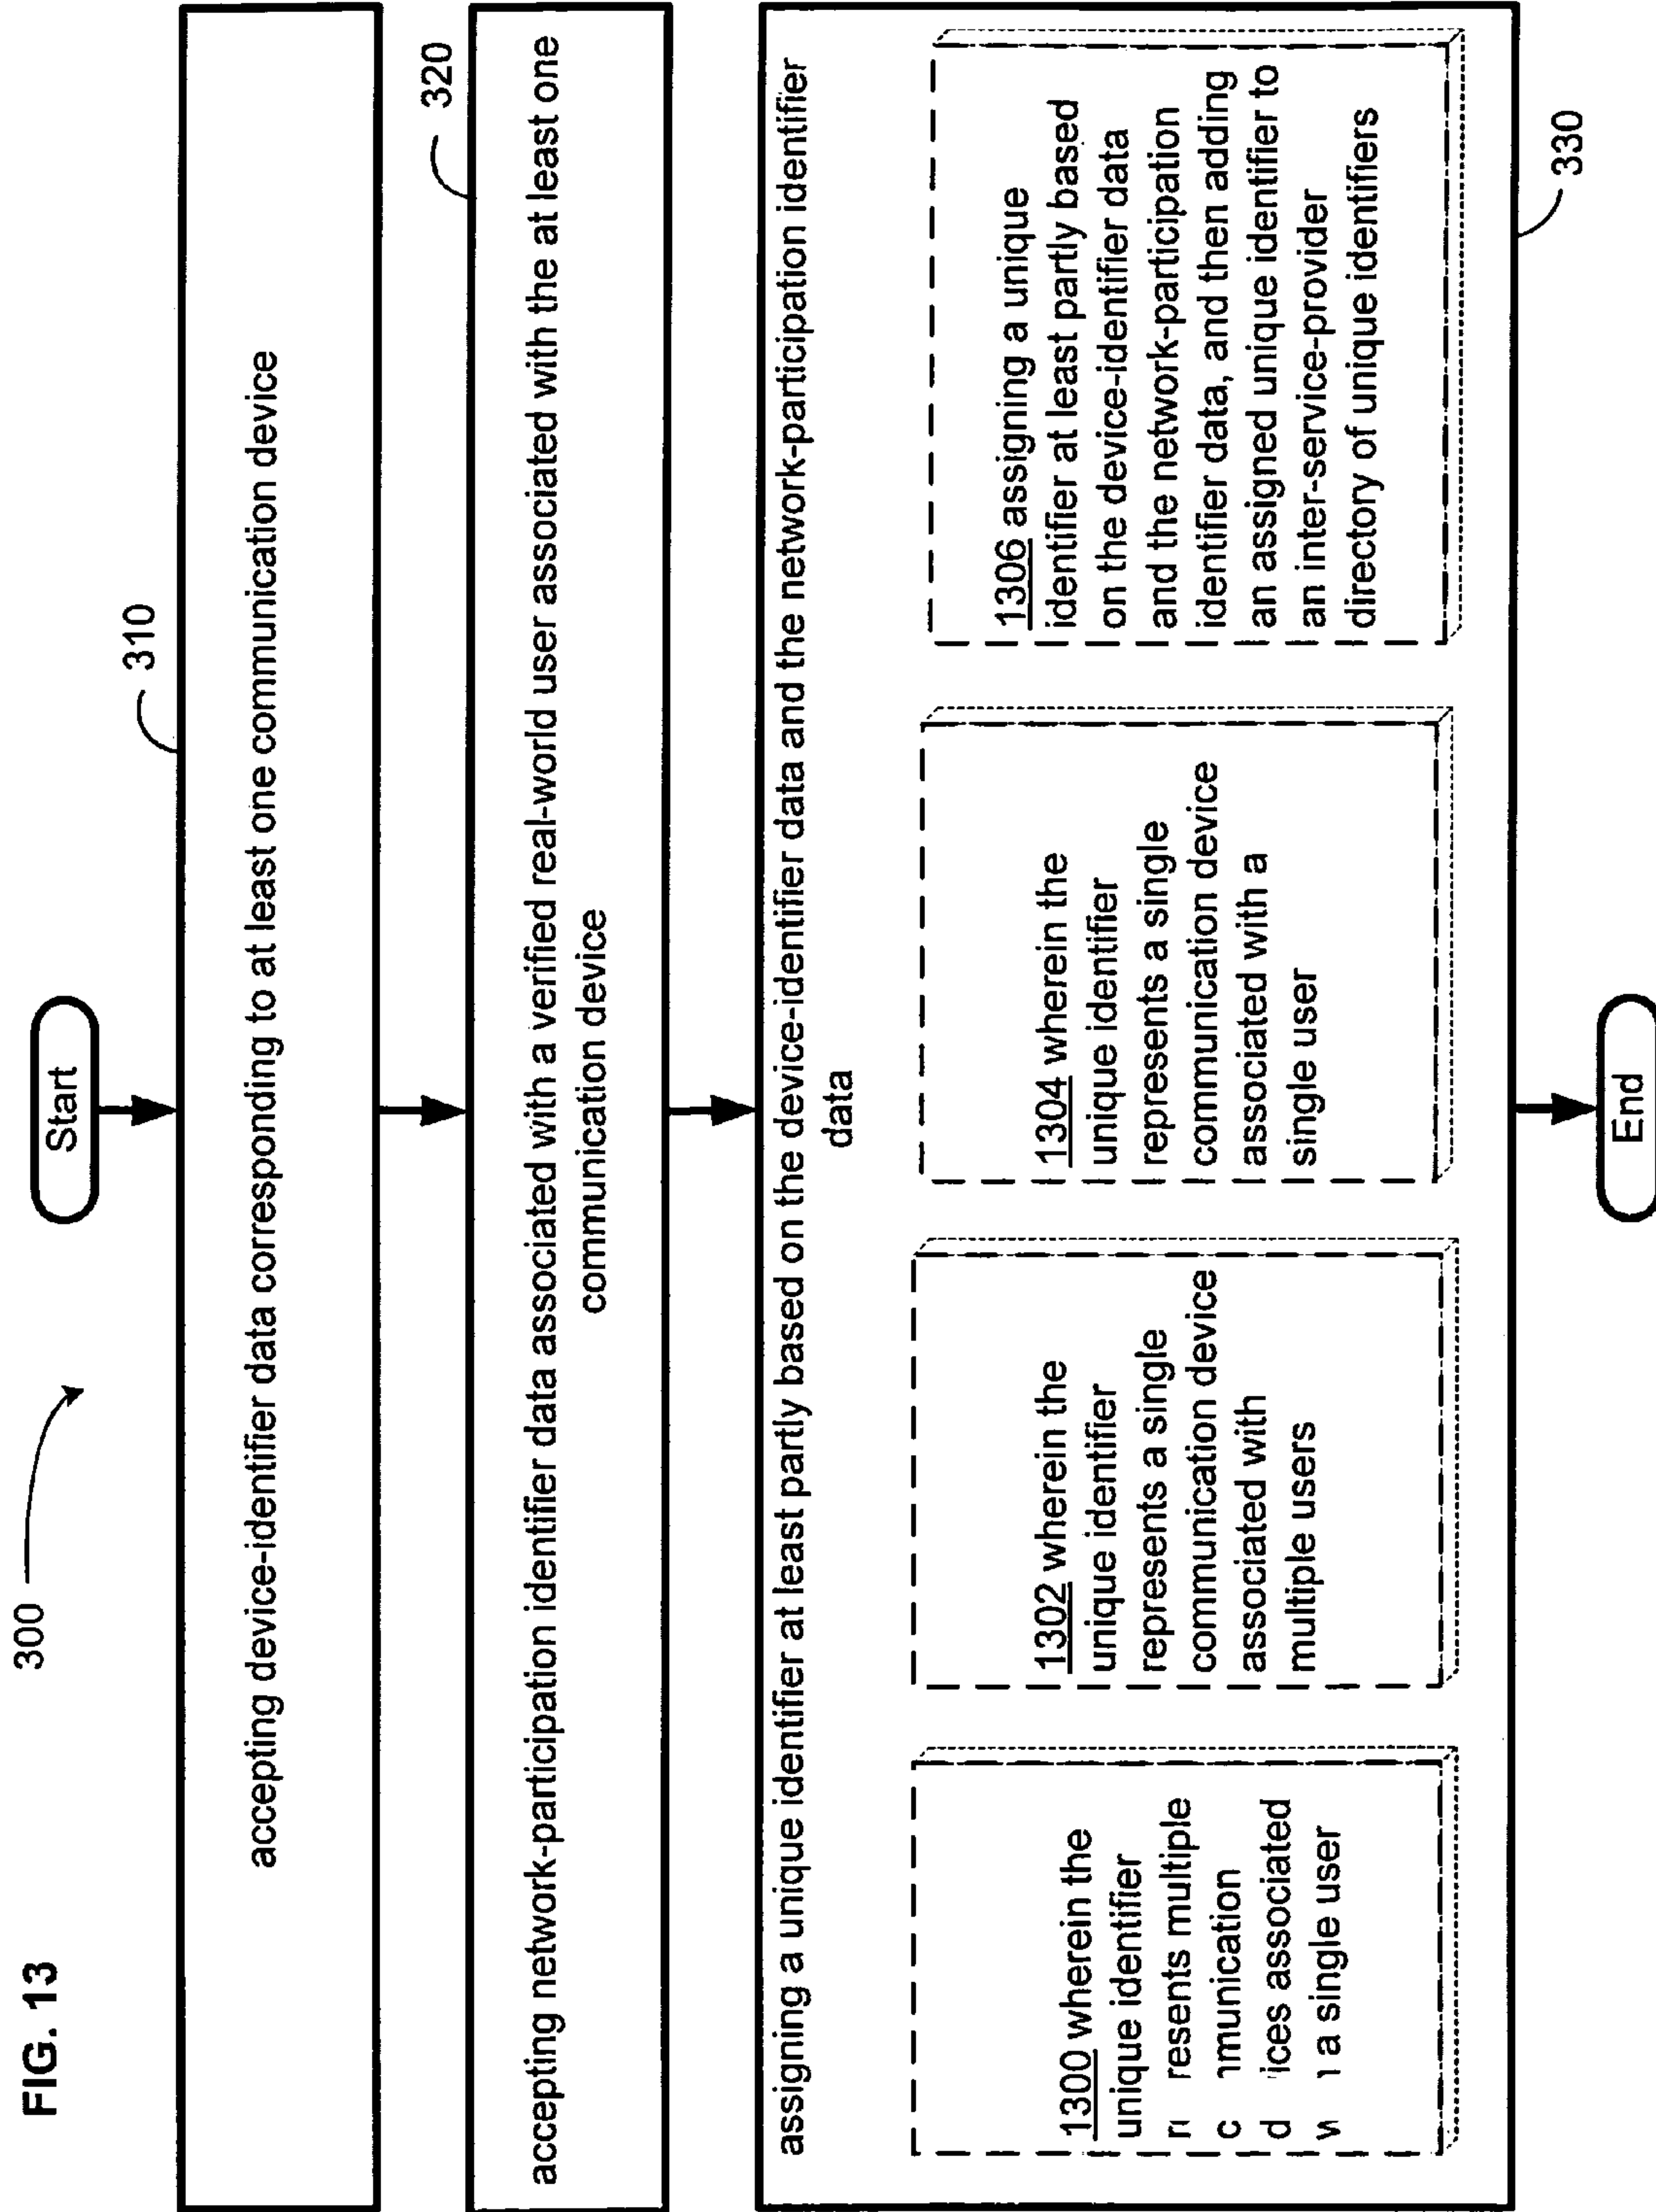 FIG. 13
300
Start
310
accepting device-identifier data corresponding to at least one communication device
320
accepting network-participation identifier data associated with a verified real-world user associated with the at least one
communication device
assigning a unique identifier at least partly based on the device-identifier data and the network-participation identifier
data
1300 wherein the
unique identifier
resents multiple
c munication
d ices associated
a single user
1302 wherein the
unique identifier
represents a single
communication device
associated with
multiple users
1304 wherein the
unique identifier
represents a single
communication device
associated with a
single user
1306 assigning a unique
identifier at least partly based
on the device-identifier data
and the network-participation
identifier data, and then adding
an assigned unique identifier to
an inter-service-provider
directory of unique identifiers
330
End